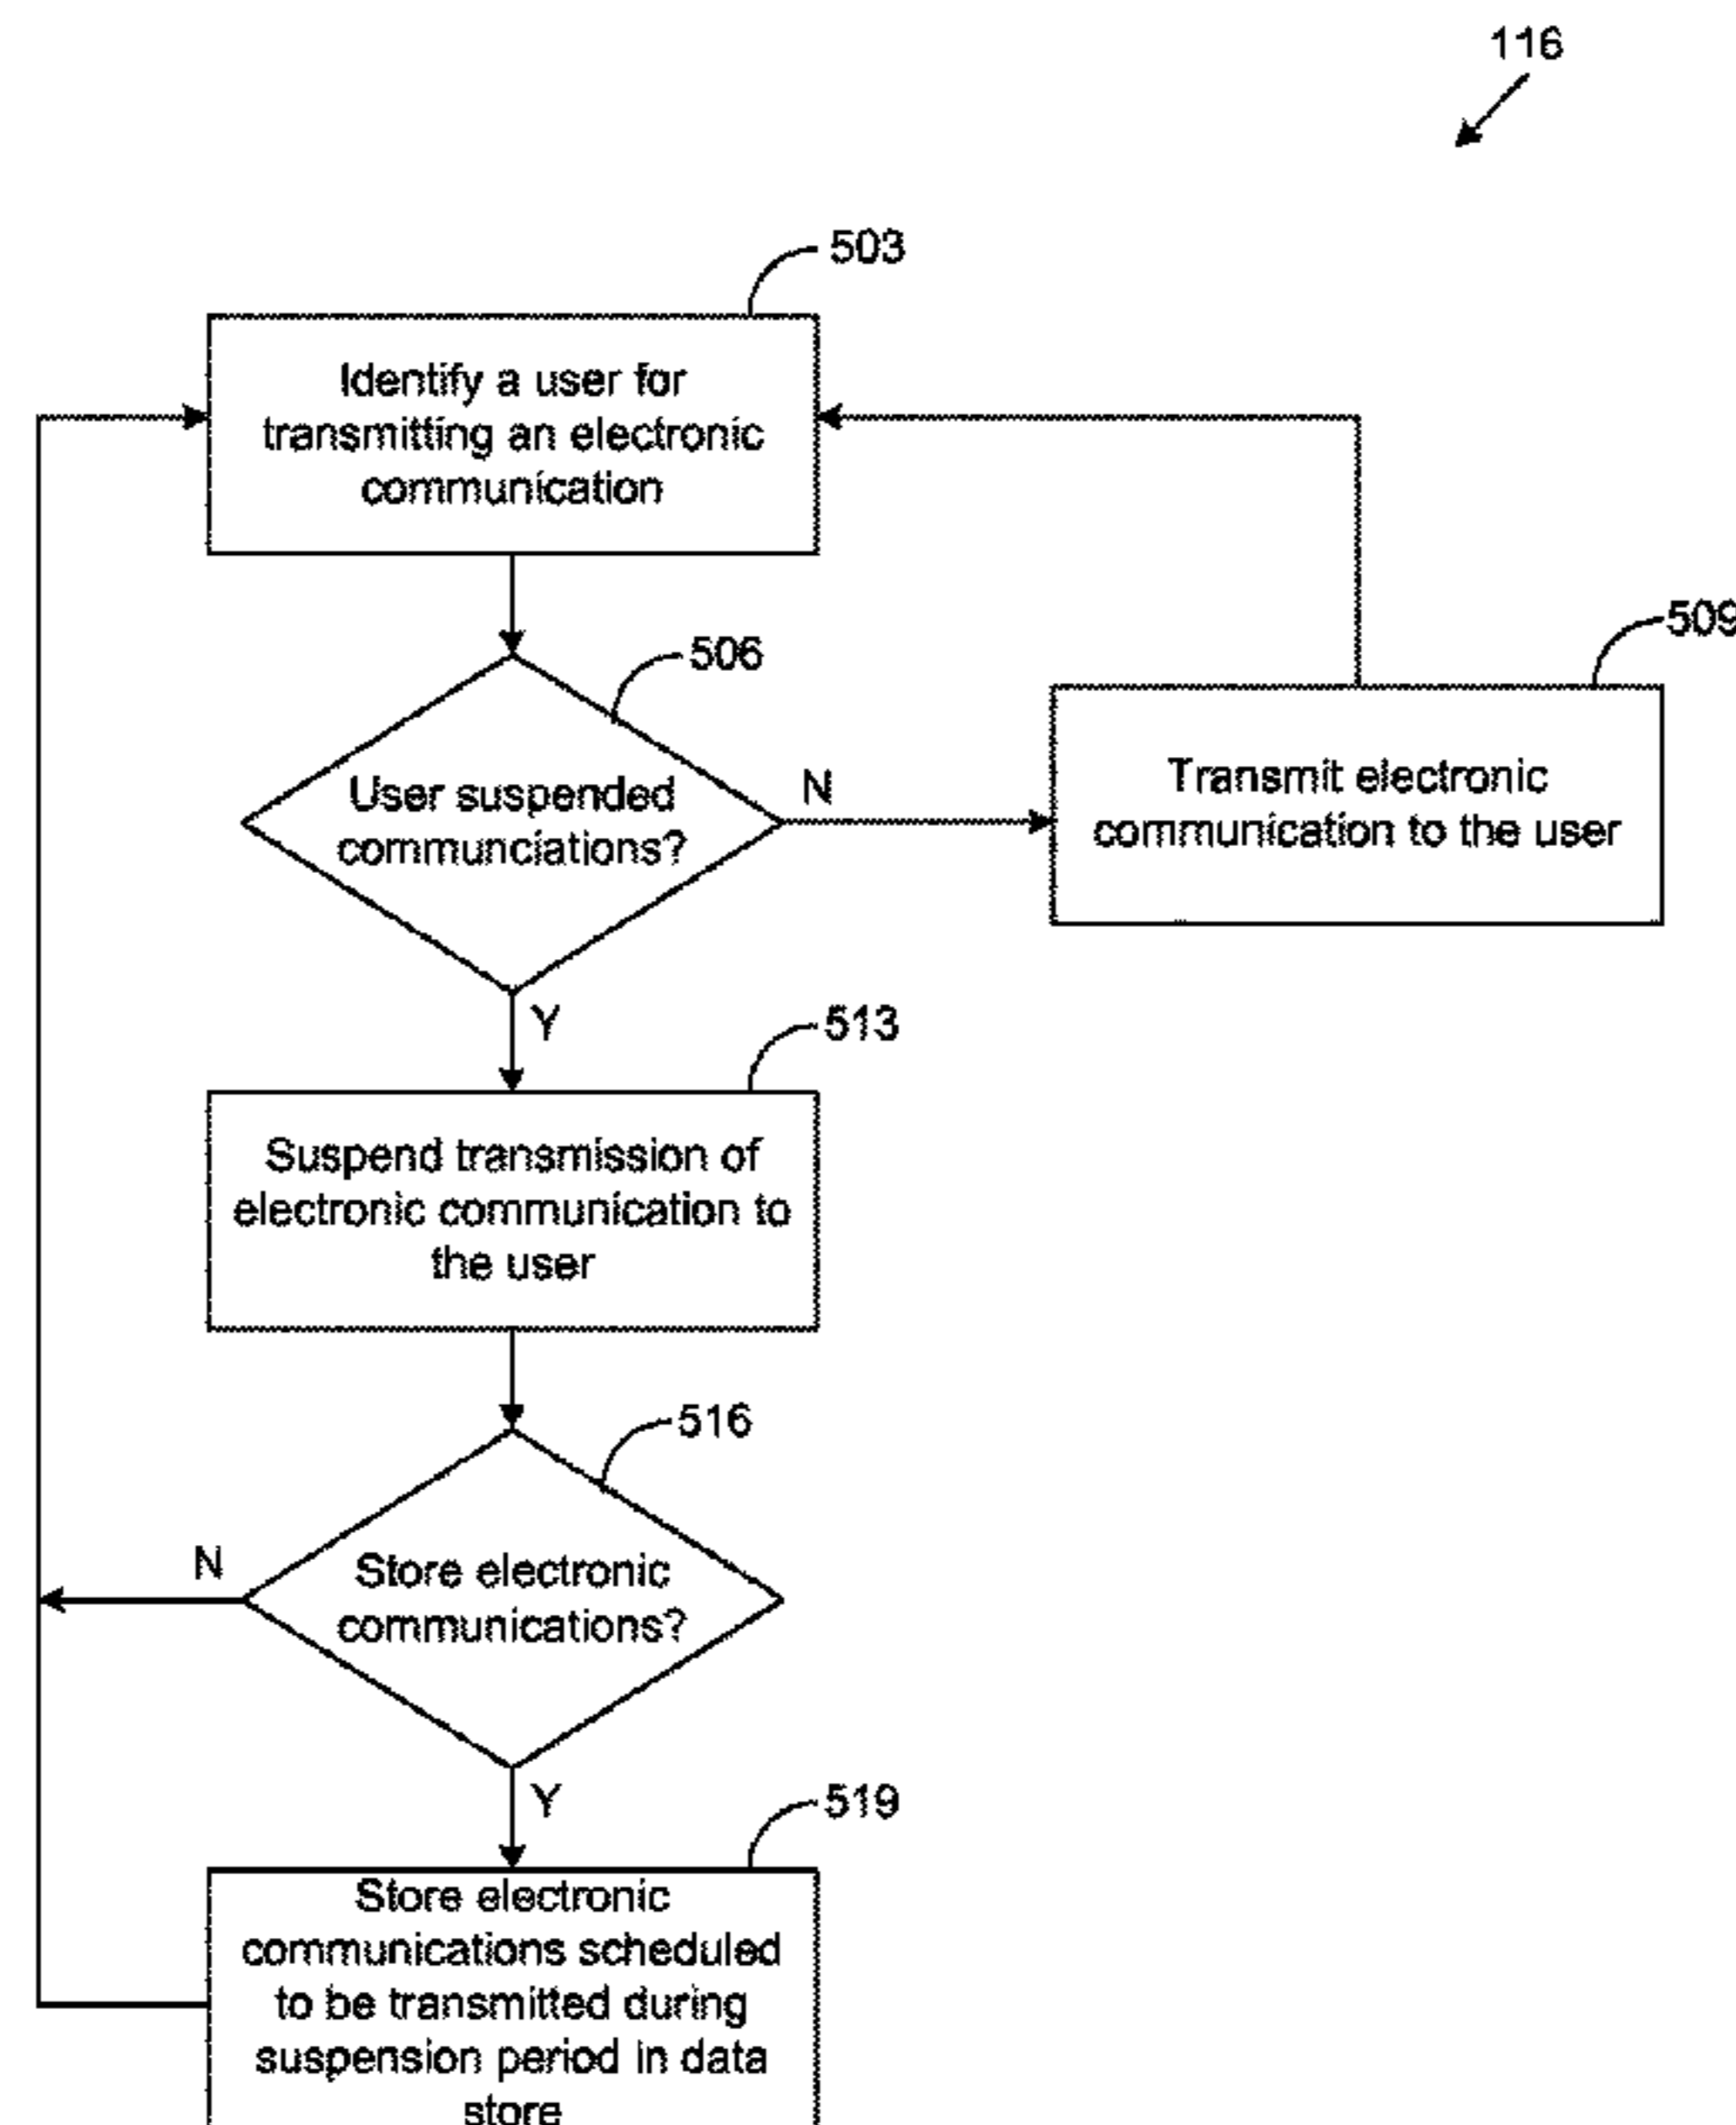 116
503
Identify a user for
transmitting an electronic
communication
506
509
User suspended
communciations?
N
Transmit electronic
communication to the user
Y
513
Suspend transmission of
electronic communication to
the user
516
N
Store electronic
communications?
Y
519
Store electronic
communications scheduled
to be transmitted during
suspension period in data
store